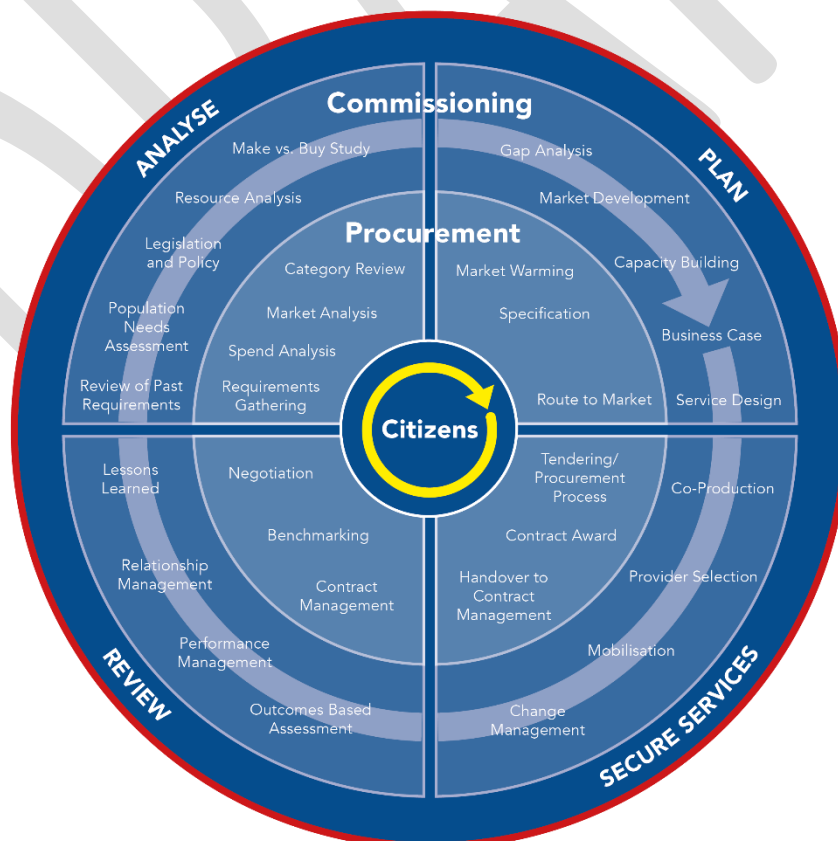 Commissioning
ANALYSE
Make vs. Buy Study
Resource Analysis
Legislation
and Policy
Population
Needs
Assessment
Review of Past
Requirements
PLAN
Gap Analysis
Market Development
Capacity Building
Business Case
Service Design
Procurement
Category Review
Market Analysis
Spend Analysis
Requirements
Gathering
Market Warming
Specification
Route to Market
Citizens
Negotiation
Benchmarking
Contract
Management
Tendering/
Procurement
Process
Contract Award
Handover to
Contract
Management
Lessons
Learned
Relationship
Management
Performance
Management
Outcomes Based
Assessment
REVIEW
Co-Production
Provider Selection
Mobilisation
Change
Management
SECURE SERVICES